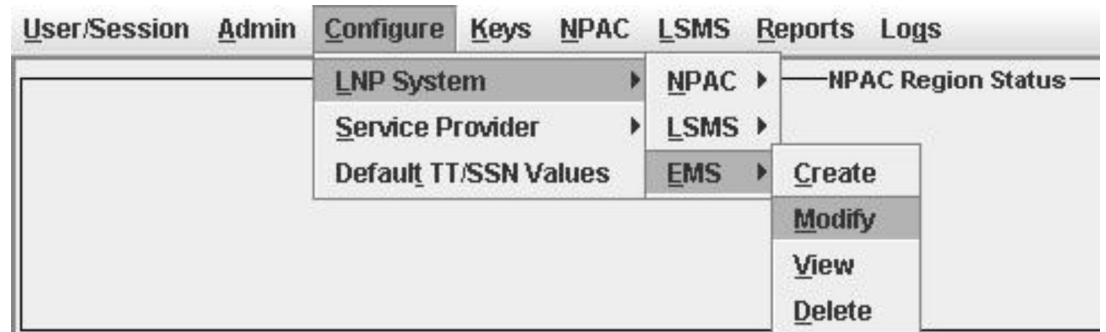 User/Session Admin Configure Keys NPAC LSMS Reports Logs
LNP System NPAC NPAC Region Status
Service Provider LSMS
Default TT/SSN Values EMS Create
Modify
View
Delete